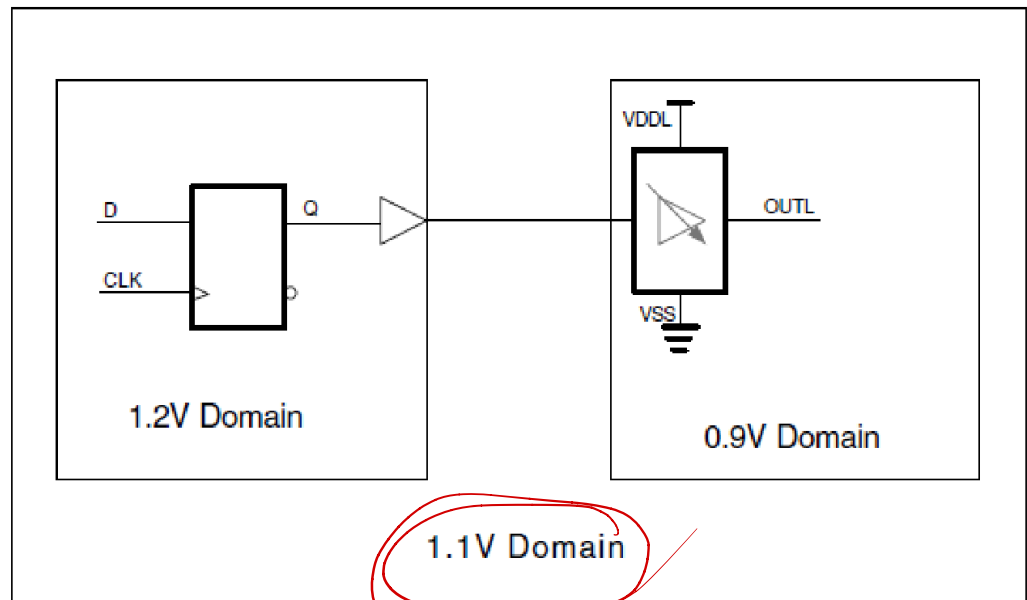 VDDL
D
Q
OUTL
CLK
VSS
1.2V Domain
0.9V Domain
1.1V Domain